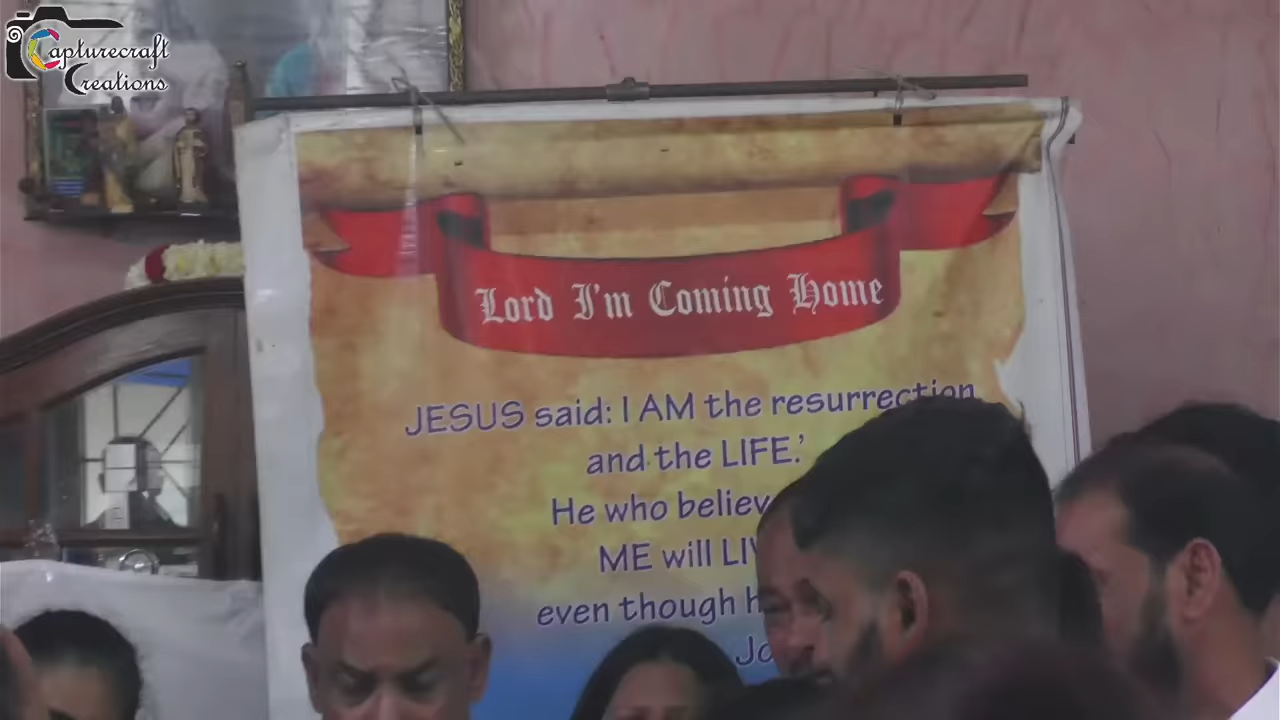 Capturecraft
Creations
Lord I'm Coming Home
JESUS said: I AM the resurrection
and the LIFE.'
He who believ
ME will LIV
even though h
Jo